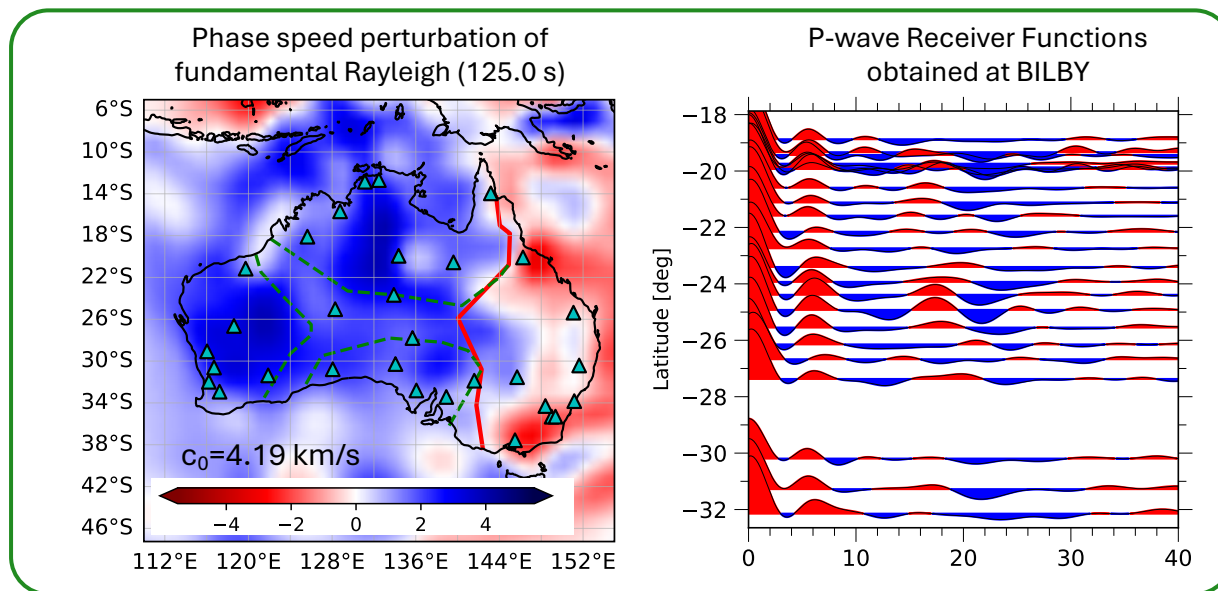 Phase speed perturbation of
fundamental Rayleigh (125.0 s)
6°S
10°S
14°S
18°S
22°S
26°S
30°S
34°S
38°S
42°S
46°S
c₀=4.19 km/s
−4 −2 0 2 4
112°E 120°E 128°E 136°E 144°E 152°E
P-wave Receiver Functions
obtained at BILBY
Latitude [deg]
−18
−20
−22
−24
−26
−28
−30
−32
0 10 20 30 40